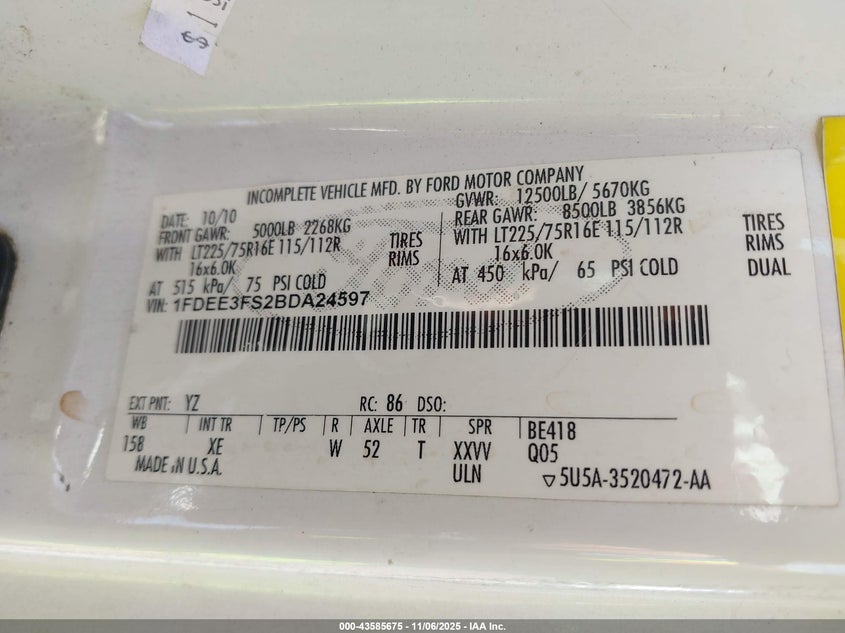 INCOMPLETE VEHICLE MFD. BY FORD MOTOR COMPANY
DATE: 10/10 GVWR: 12500LB/ 5670KG
FRONT GAWR: 5000LB 2268KG REAR GAWR: 8500LB 3856KG
WITH LT225/75R16E 115/112R TIRES WITH LT225/75R16E 115/112R TIRES
16x6.0K RIMS 16x6.0K RIMS
AT 515 kPa/ 75 PSI COLD AT 450 kPa/ 65 PSI COLD DUAL
VIN: 1FDEE3FS2BDA24597
EXT PNT: YZ RC: 86 DSO:
WB INT TR TP/PS R AXLE TR SPR BE418
158 XE W 52 T XXVV Q05
MADE IN U.S.A. ULN ▽5U5A-3520472-AA
000-43585675 - 11/06/2025 - IAA Inc.